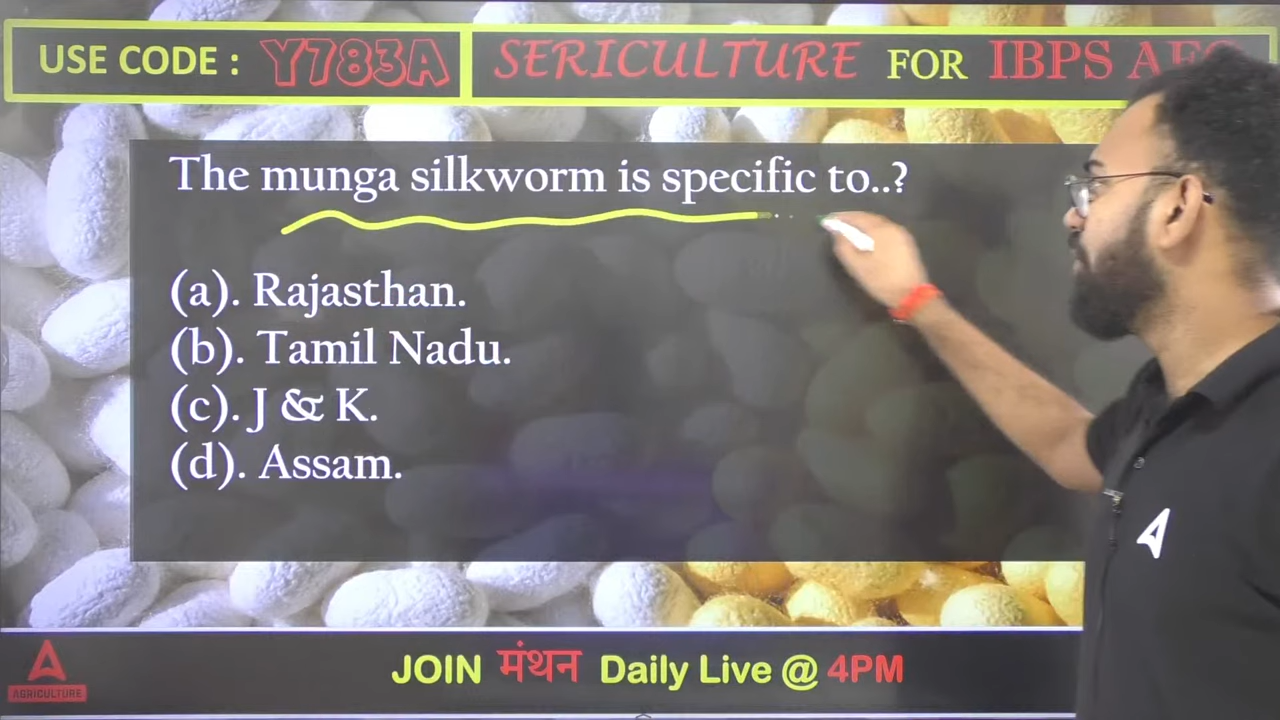 USE CODE : Y783A
SERICULTURE FOR IBPS
The munga silkworm is specific to..?
(a). Rajasthan.
(b). Tamil Nadu.
(c). J & K.
(d). Assam.
AGRICULTURE
JOIN मंथन Daily Live @ 4PM